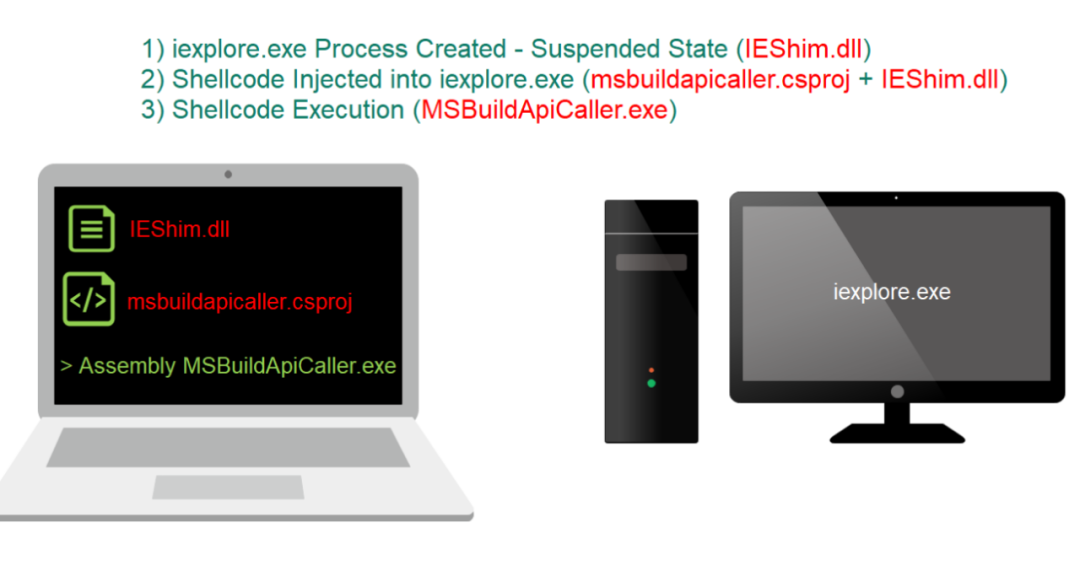 1) iexplore.exe Process Created - Suspended State (IEShim.dll)
2) Shellcode Injected into iexplore.exe (msbuildapicaller.csproj + IEShim.dll)
3) Shellcode Execution (MSBuildApiCaller.exe)
IEShim.dll
</> msbuildapicaller.csproj
> Assembly MSBuildApiCaller.exe
iexplore.exe